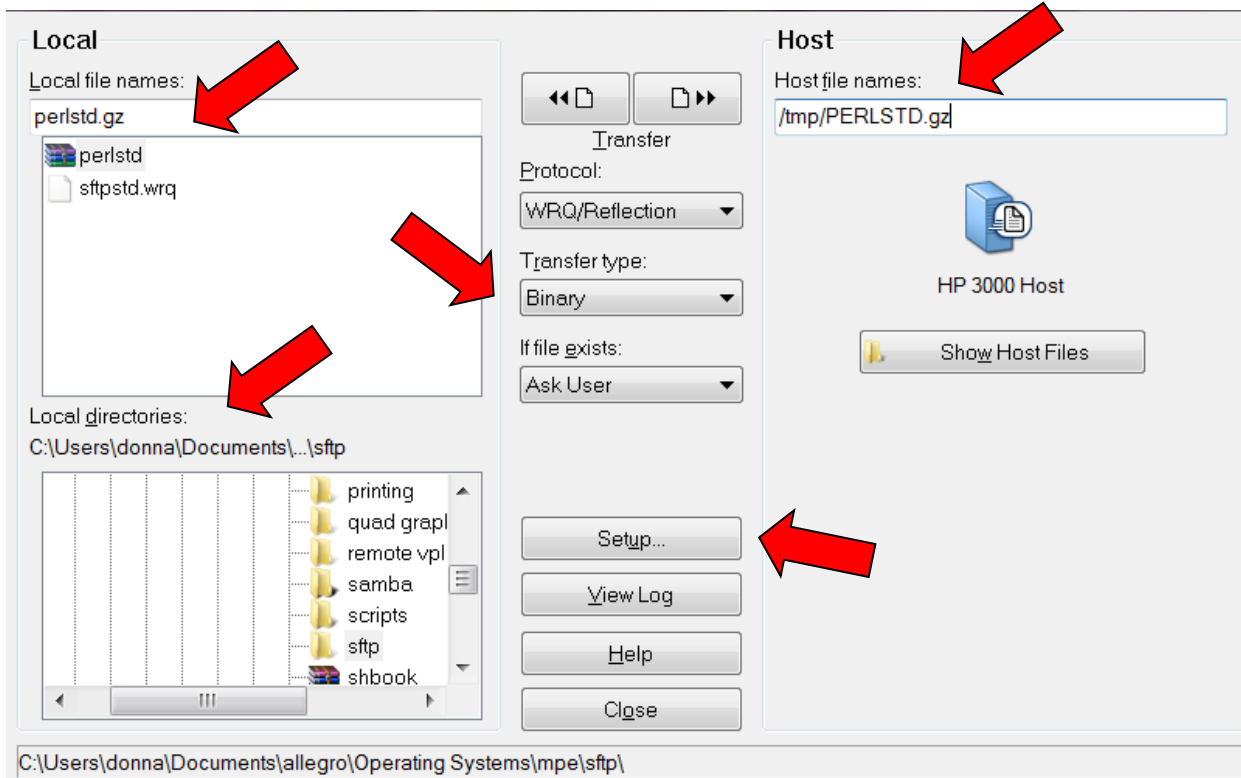 Local
Local file names:
perlstd.gz
perlstd
sftpstd.wrq
Local directories:
C:\Users\donna\Documents\...\sftp
printing
quad grapl
remote vpl
samba
scripts
sftp
shbook
Transfer
Protocol:
WRQ/Reflection
Transfer type:
Binary
If file exists:
Ask User
Setup...
View Log
Help
Close
Host
Host file names:
/tmp/PERLSTD.gz
HP 3000 Host
Show Host Files
C:\Users\donna\Documents\allegro\Operating Systems\mpe\sftp\